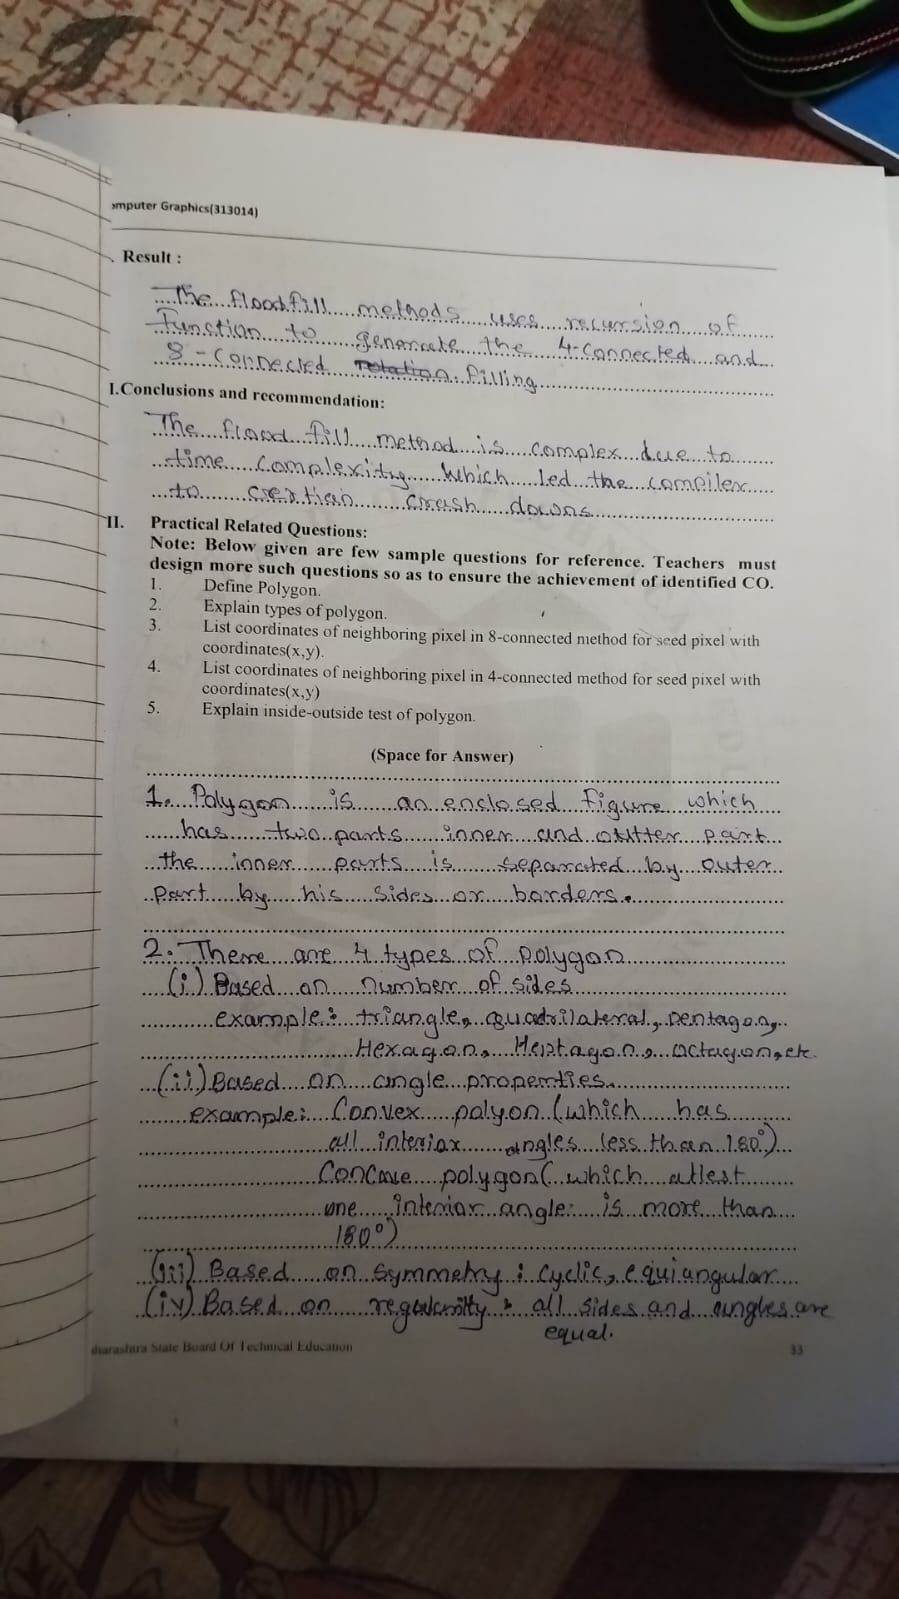 omputer Graphics(313014)
Result :
The floodfill methods uses recursion of
function to generate the 4-connected and
8-connected rotation filling
I.Conclusions and recommendation:
The flood fill method is complex due to
time complexity which led the compiler
to crash downs
II. Practical Related Questions:
Note: Below given are few sample questions for reference. Teachers must
design more such questions so as to ensure the achievement of identified CO.
1. Define Polygon.
2. Explain types of polygon.
3. List coordinates of neighboring pixel in 8-connected method for seed pixel with
coordinates(x,y).
4. List coordinates of neighboring pixel in 4-connected method for seed pixel with
coordinates(x,y)
5. Explain inside-outside test of polygon.
(Space for Answer)
1. Polygon is an enclosed figure which
has two parts inner and outter part
the inner parts is separated by outer
part by his sides or borders.
2. There are 4 types of polygon
(i) Based on number of sides
example: triangle, Quadrilateral, pentagon,
Hexagon, Heptagon, octagon, etc.
(ii) Based on angle properties.
example: Convex polyon (which has
all interior angles less than 180°)
Concave polygon (which atlest
one interior angle is more than
180°)
(iii) Based on symmetry : cyclic, equiangular
(iv) Based on regularity : all sides and angles are
equal.
harashtra State Board Of Technical Education 33